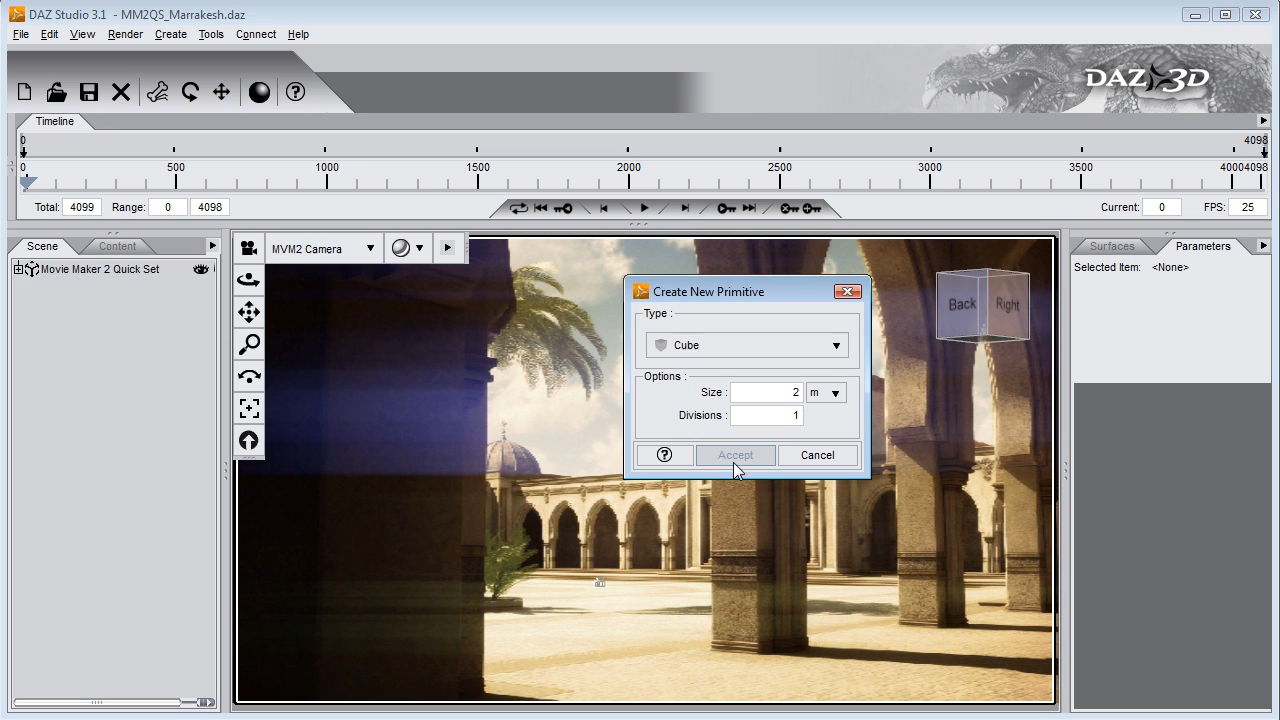 DAZ Studio 3.1 - MM2QS_Marrakesh.daz
File Edit View Render Create Tools Connect Help
DAZ 3D
Timeline
0 4098
0 500 1000 1500 2000 2500 3000 3500 4000 4098
Total: 4099 Range: 0 4098 Current: 0 FPS: 25
Scene Content MVM2 Camera Surfaces Parameters
Movie Maker 2 Quick Set
Selected Item: <None>
Create New Primitive
Type :
Cube
Options :
Size : 2 m
Divisions : 1
Accept Cancel
Back Right